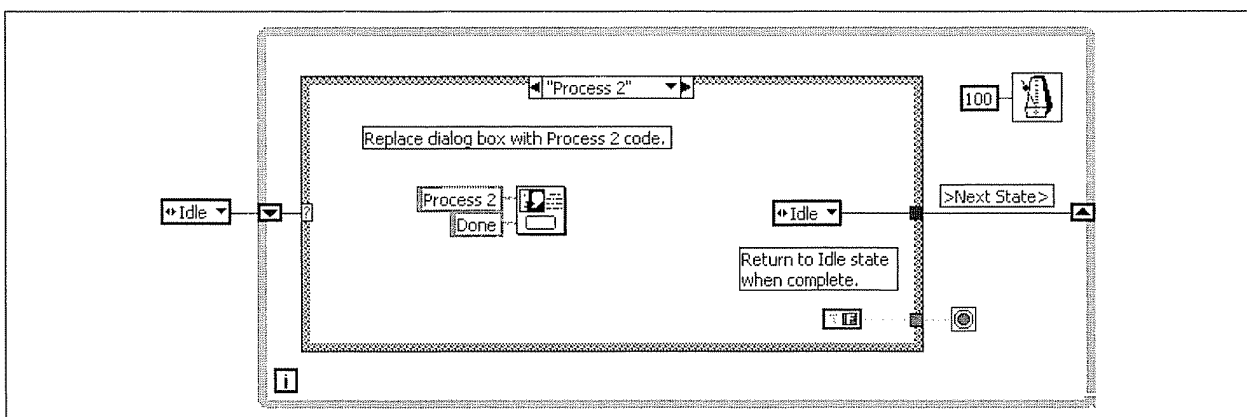 "Process 2"
100
Replace dialog box with Process 2 code.
Idle
?
Process 2
Done
Idle
>Next State>
Return to Idle state
when complete.
T F
i